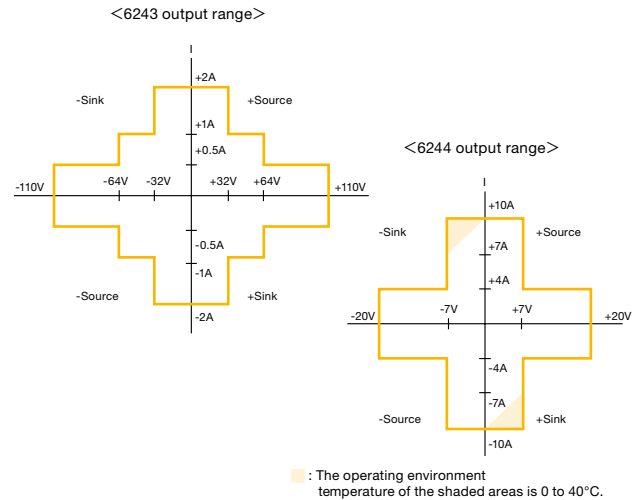 <6243 output range>
I
+2A
-Sink
+Source
+1A
+0.5A
-110V
-64V
-32V
+32V
+64V
+110V
-0.5A
-1A
-Source
+Sink
-2A
<6244 output range>
I
+10A
-Sink
+Source
+7A
+4A
-20V
-7V
+7V
+20V
-4A
-7A
-Source
+Sink
-10A
: The operating environment
temperature of the shaded areas is 0 to 40°C.